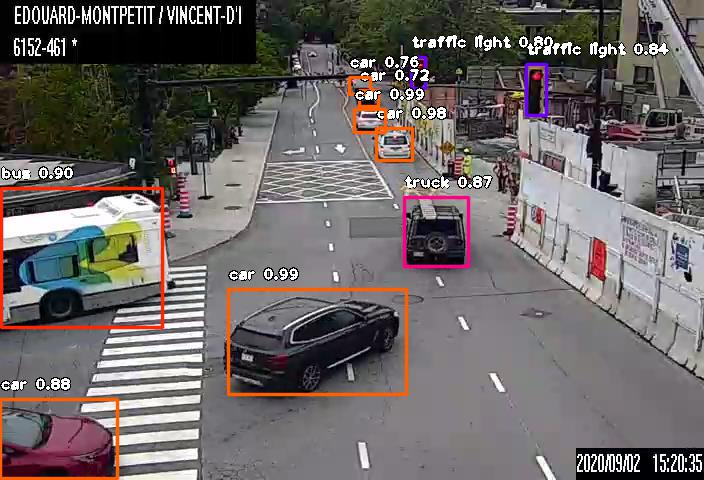 EDOUARD-MONTPETIT / VINCENT-D'I
6152-461 *
traffic light 0.80
traffic light 0.84
car 0.76
car 0.72
car 0.99
car 0.98
bus 0.90
truck 0.87
car 0.99
car 0.88
2020/09/02 15:20:35